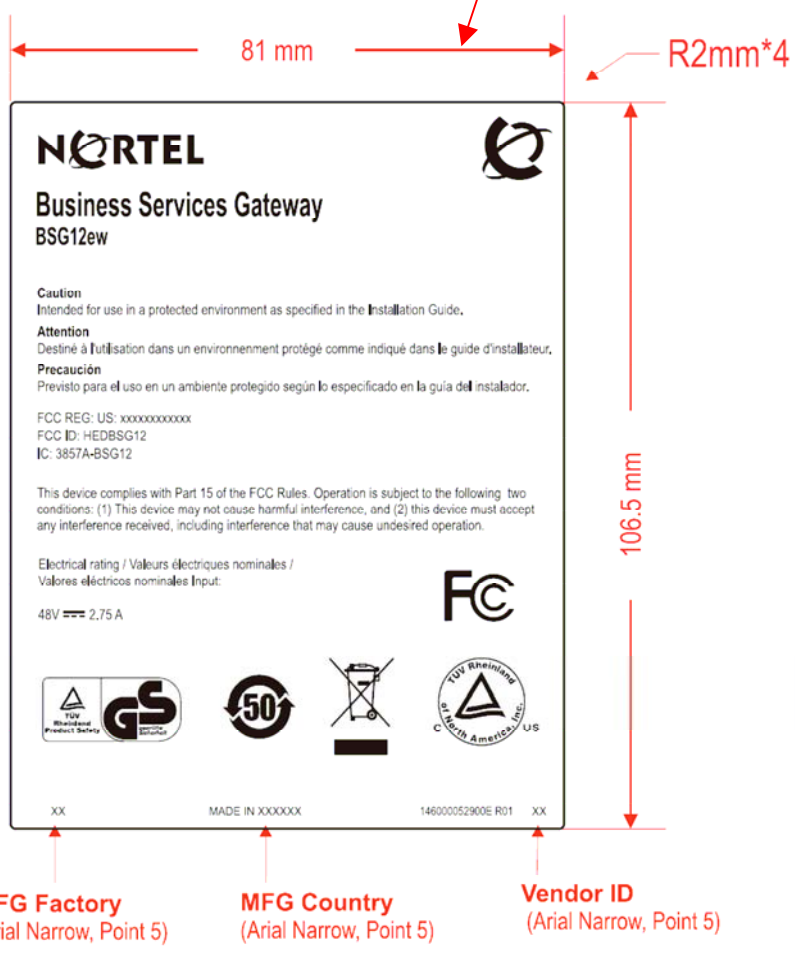 81 mm
R2mm*4
NORTEL
Business Services Gateway
BSG12ew
Caution
Intended for use in a protected environment as specified in the Installation Guide.
Attention
Destiné à l'utilisation dans un environnenment protégé comme indiqué dans le guide d'installateur.
Precaución
Previsto para el uso en un ambiente protegido según lo especificado en la guía del instalador.
FCC REG: US: xxxxxxxxxxxx
FCC ID: HEDBSG12
IC: 3857A-BSG12
This device complies with Part 15 of the FCC Rules. Operation is subject to the following two
conditions: (1) This device may not cause harmful interference, and (2) this device must accept
any interference received, including interference that may cause undesired operation.
Electrical rating / Valeurs électriques nominales /
Valores eléctricos nominales Input:
48V 2.75 A
FC
106.5 mm
TÜV
Rheinland
Product Safety
GS
geprüfte
Sicherheit
50
TÜV Rheinland
of North America, Inc.
C US
XX MADE IN XXXXXX 146000052900E R01 XX
FG Factory
ial Narrow, Point 5)
MFG Country
(Arial Narrow, Point 5)
Vendor ID
(Arial Narrow, Point 5)